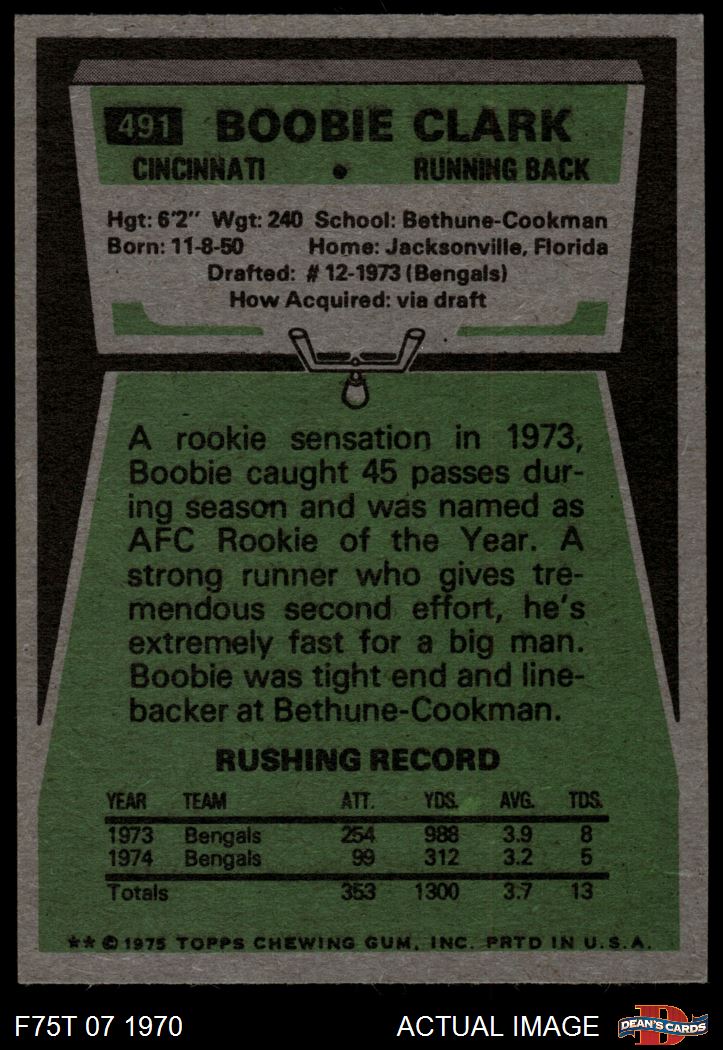 491 BOOBIE CLARK
CINCINNATI • RUNNING BACK
Hgt: 6'2" Wgt: 240 School: Bethune-Cookman
Born: 11-8-50 Home: Jacksonville, Florida
Drafted: #12-1973 (Bengals)
How Acquired: via draft
A rookie sensation in 1973,
Boobie caught 45 passes dur-
ing season and was named as
AFC Rookie of the Year. A
strong runner who gives tre-
mendous second effort, he's
extremely fast for a big man.
Boobie was tight end and line-
backer at Bethune-Cookman.
RUSHING RECORD
YEAR TEAM ATT. YDS. AVG. TDS.
1973 Bengals 254 988 3.9 8
1974 Bengals 99 312 3.2 5
Totals 353 1300 3.7 13
** © 1975 TOPPS CHEWING GUM, INC. PRTD IN U.S.A.
F75T 07 1970 ACTUAL IMAGE D DEAN'S CARDS